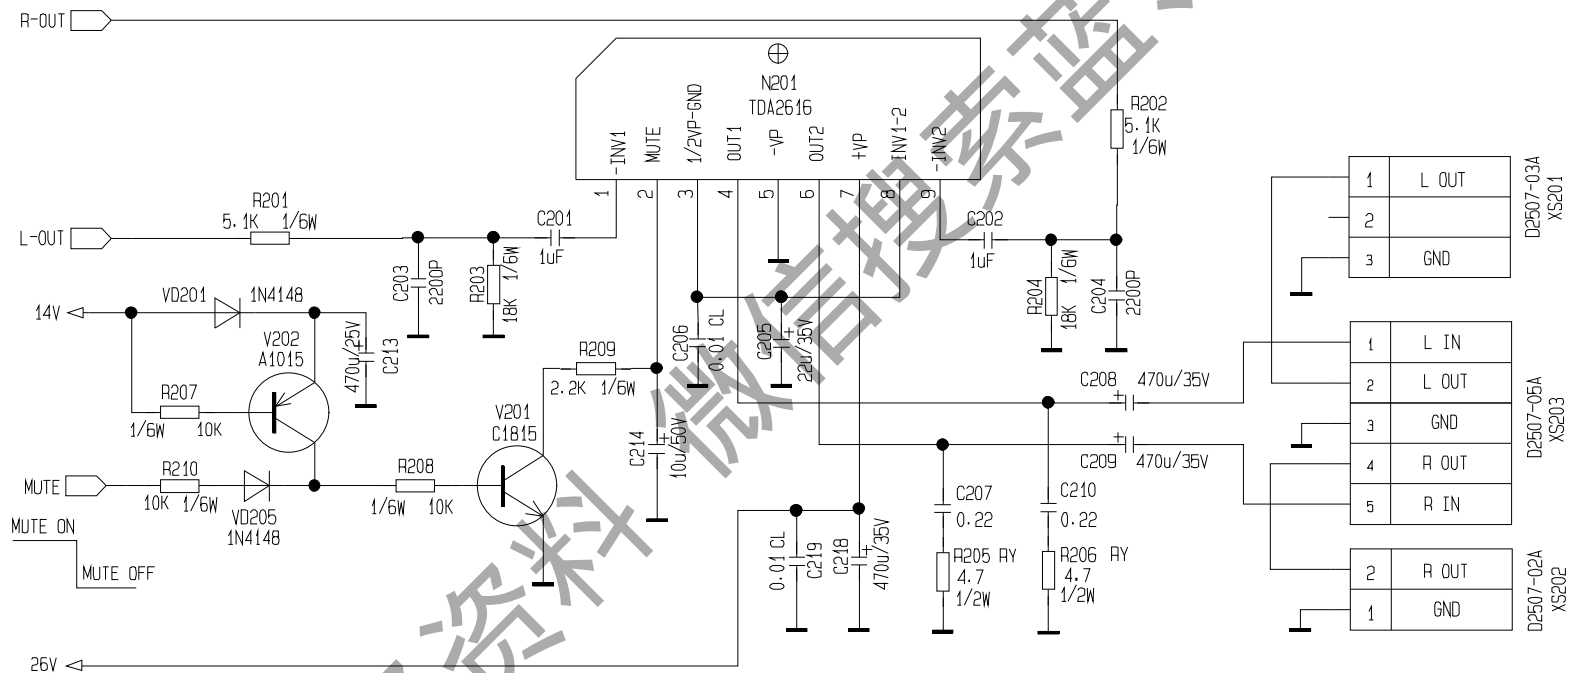 R-OUT
N201
TDA2616
-INV1
MUTE
1/2VP-GND
OUT1
-VP
OUT2
+VP
INV1-2
-INV2
1 2 3 4 5 6 7 8 9
R202
5.1K
1/6W
R201
5.1K 1/6W
L-OUT
C201
1uF
C202
1uF
C203
2200P
R203
18K 1/6W
R204
18K 1/6W
C204
2200P
14V
VD201
1N4148
V202
A1015
470u/25V
C213
R207
1/6W 10K
R209
2.2K 1/6W
C206
0.01 CL
C205
22u/35V
V201
C1815
C214
10u/50V
MUTE
R210
10K 1/6W
VD205
1N4148
R208
1/6W 10K
MUTE ON
MUTE OFF
C208
470u/35V
C209
470u/35V
C207
0.22
C210
0.22
R205 RY
4.7
1/2W
R206 RY
4.7
1/2W
0.01 CL
C219
C218
470u/35V
26V
1 L OUT
2
3 GND
D2507-03A
XS201
1 L IN
2 L OUT
3 GND
4 R OUT
5 R IN
D2507-05A
XS203
2 R OUT
1 GND
D2507-02A
XS202
资料 微信搜索蓝